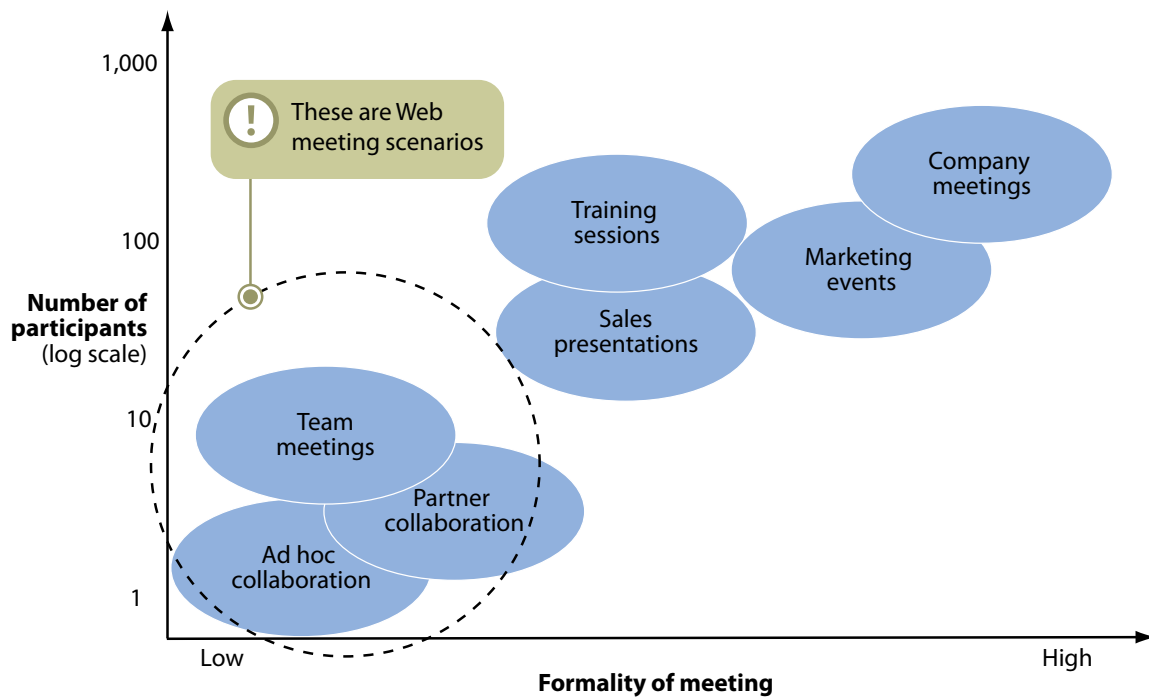 1,000
These are Web
meeting scenarios
Company
meetings
Training
sessions
100
Marketing
events
Number of
participants
(log scale)
Sales
presentations
10
Team
meetings
Partner
collaboration
Ad hoc
collaboration
1
Low
High
Formality of meeting